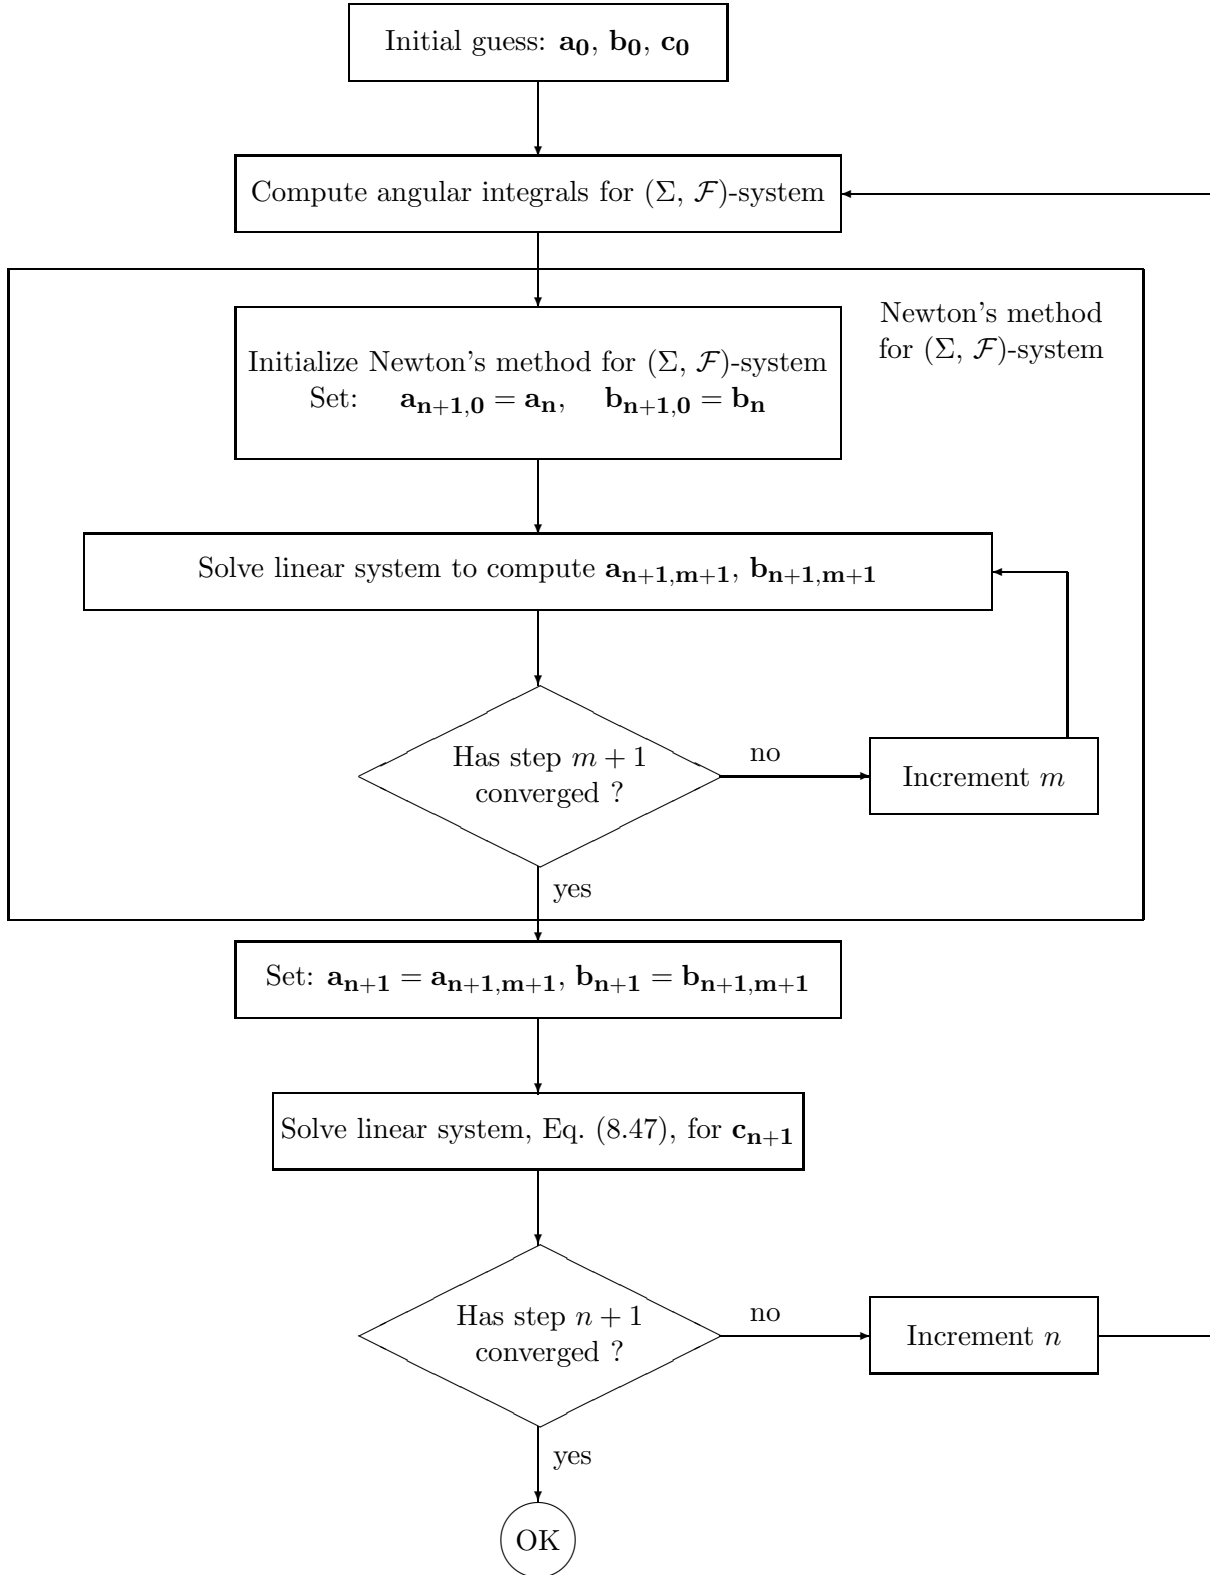 Initial guess: a₀, b₀, c₀
Compute angular integrals for (Σ, ℱ)-system
Newton's method
for (Σ, ℱ)-system
Initialize Newton's method for (Σ, ℱ)-system
Set: aₙ₊₁,₀ = aₙ, bₙ₊₁,₀ = bₙ
Solve linear system to compute aₙ₊₁,ₘ₊₁, bₙ₊₁,ₘ₊₁
Has step m + 1
converged ?
no
Increment m
yes
Set: aₙ₊₁ = aₙ₊₁,ₘ₊₁, bₙ₊₁ = bₙ₊₁,ₘ₊₁
Solve linear system, Eq. (8.47), for cₙ₊₁
Has step n + 1
converged ?
no
Increment n
yes
OK